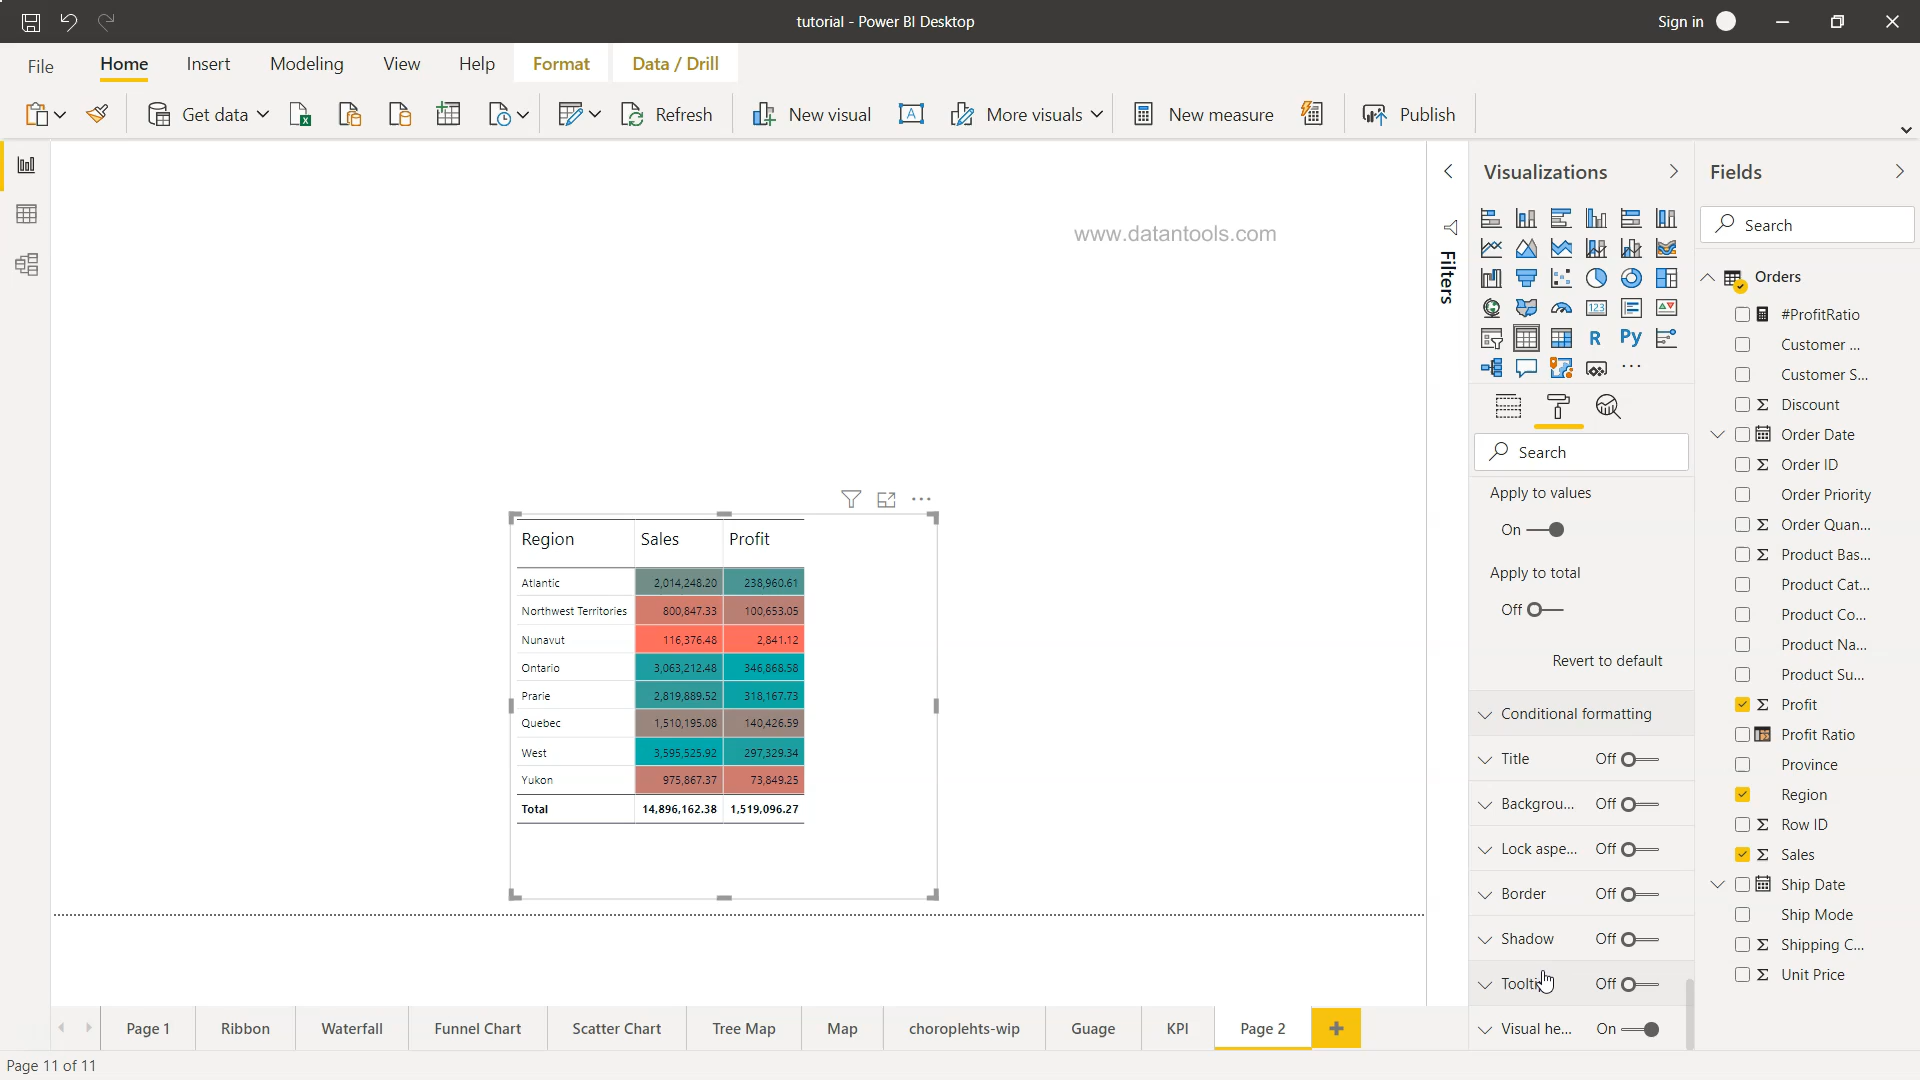 tutorial - Power BI Desktop
Sign in
File Home Insert Modeling View Help Format Data / Drill
Get data Refresh New visual More visuals New measure Publish
www.datantools.com
Filters
Region Sales Profit
Atlantic 2,014,248.20 238,960.61
Northwest Territories 800,847.33 100,653.05
Nunavut 116,376.48 2,841.12
Ontario 3,063,212.48 346,868.58
Prarie 2,819,889.52 318,167.73
Quebec 1,510,195.08 140,426.59
West 3,595,525.92 297,329.34
Yukon 975,867.37 73,849.25
Total 14,896,162.38 1,519,096.27
Visualizations
R Py
123
Search
Apply to values
On
Apply to total
Off
Revert to default
Conditional formatting
Title Off
Backgrou... Off
Lock aspe... Off
Border Off
Shadow Off
Toolti Off
Visual he... On
Fields
Search
Orders
#ProfitRatio
Customer ...
Customer S...
Σ Discount
Order Date
Σ Order ID
Order Priority
Σ Order Quan...
Σ Product Bas...
Product Cat...
Product Co...
Product Na...
Product Su...
Σ Profit
Profit Ratio
Province
Region
Σ Row ID
Σ Sales
Ship Date
Ship Mode
Σ Shipping C...
Σ Unit Price
Page 1 Ribbon Waterfall Funnel Chart Scatter Chart Tree Map Map choroplehts-wip Guage KPI Page 2
Page 11 of 11